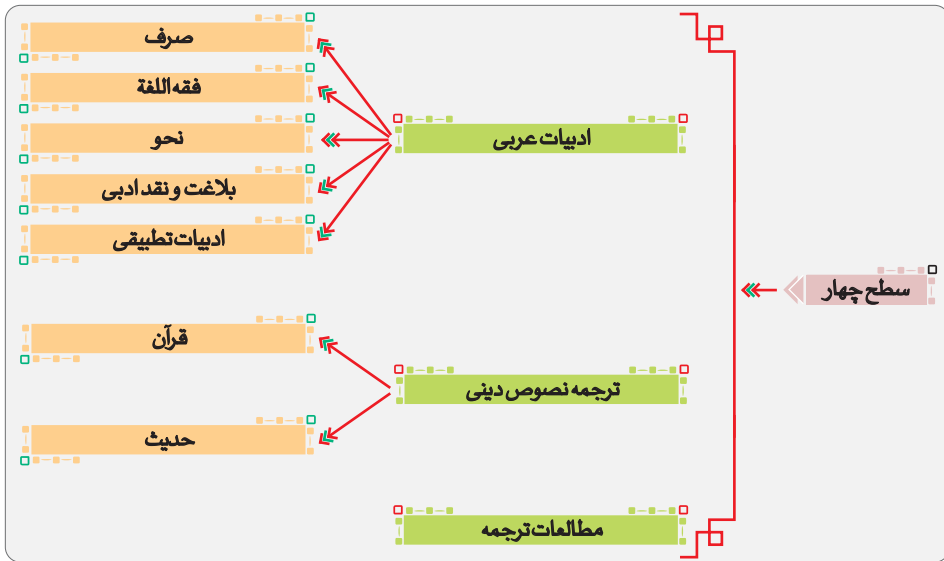 سطح چهار
ادبیات عربی
صرف
فقه اللغة
نحو
بلاغت و نقد ادبی
ادبیات تطبیقی
ترجمه نصوص دینی
قرآن
حدیث
مطالعات ترجمه